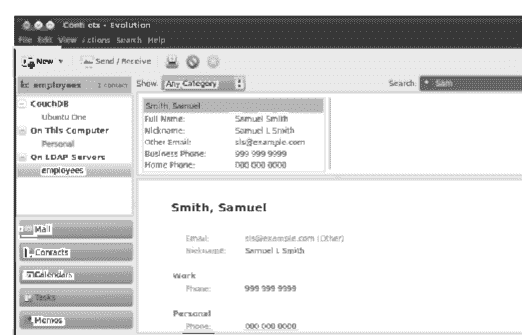 Contacts - Evolution
File Edit View Actions Search Help
New Send / Receive
employees 1 contact Show: Any Category Search: Sam
CouchDB
Ubuntu One
On This Computer
Personal
On LDAP Servers
employees
Smith, Samuel
Full Name: Samuel Smith
Nickname: Samuel L Smith
Other Email: sls@example.com
Business Phone: 999 999 9999
Home Phone: 000 000 0000
Mail
Contacts
Calendars
Tasks
Memos
Smith, Samuel
Email: sls@example.com (Other)
Nickname: Samuel L Smith
Work
Phone: 999 999 9999
Personal
Phone: 000 000 0000